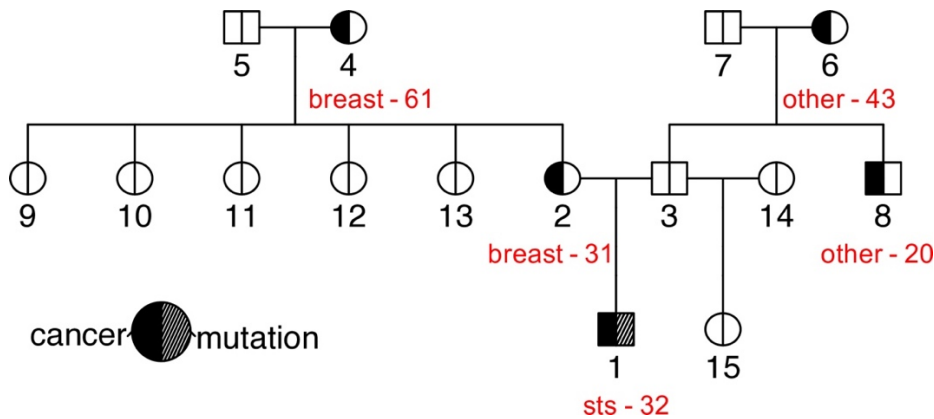 5 4 7 6
breast - 61 other - 43
9 10 11 12 13 2 3 14 8
breast - 31 other - 20
cancer mutation
1 15
sts - 32